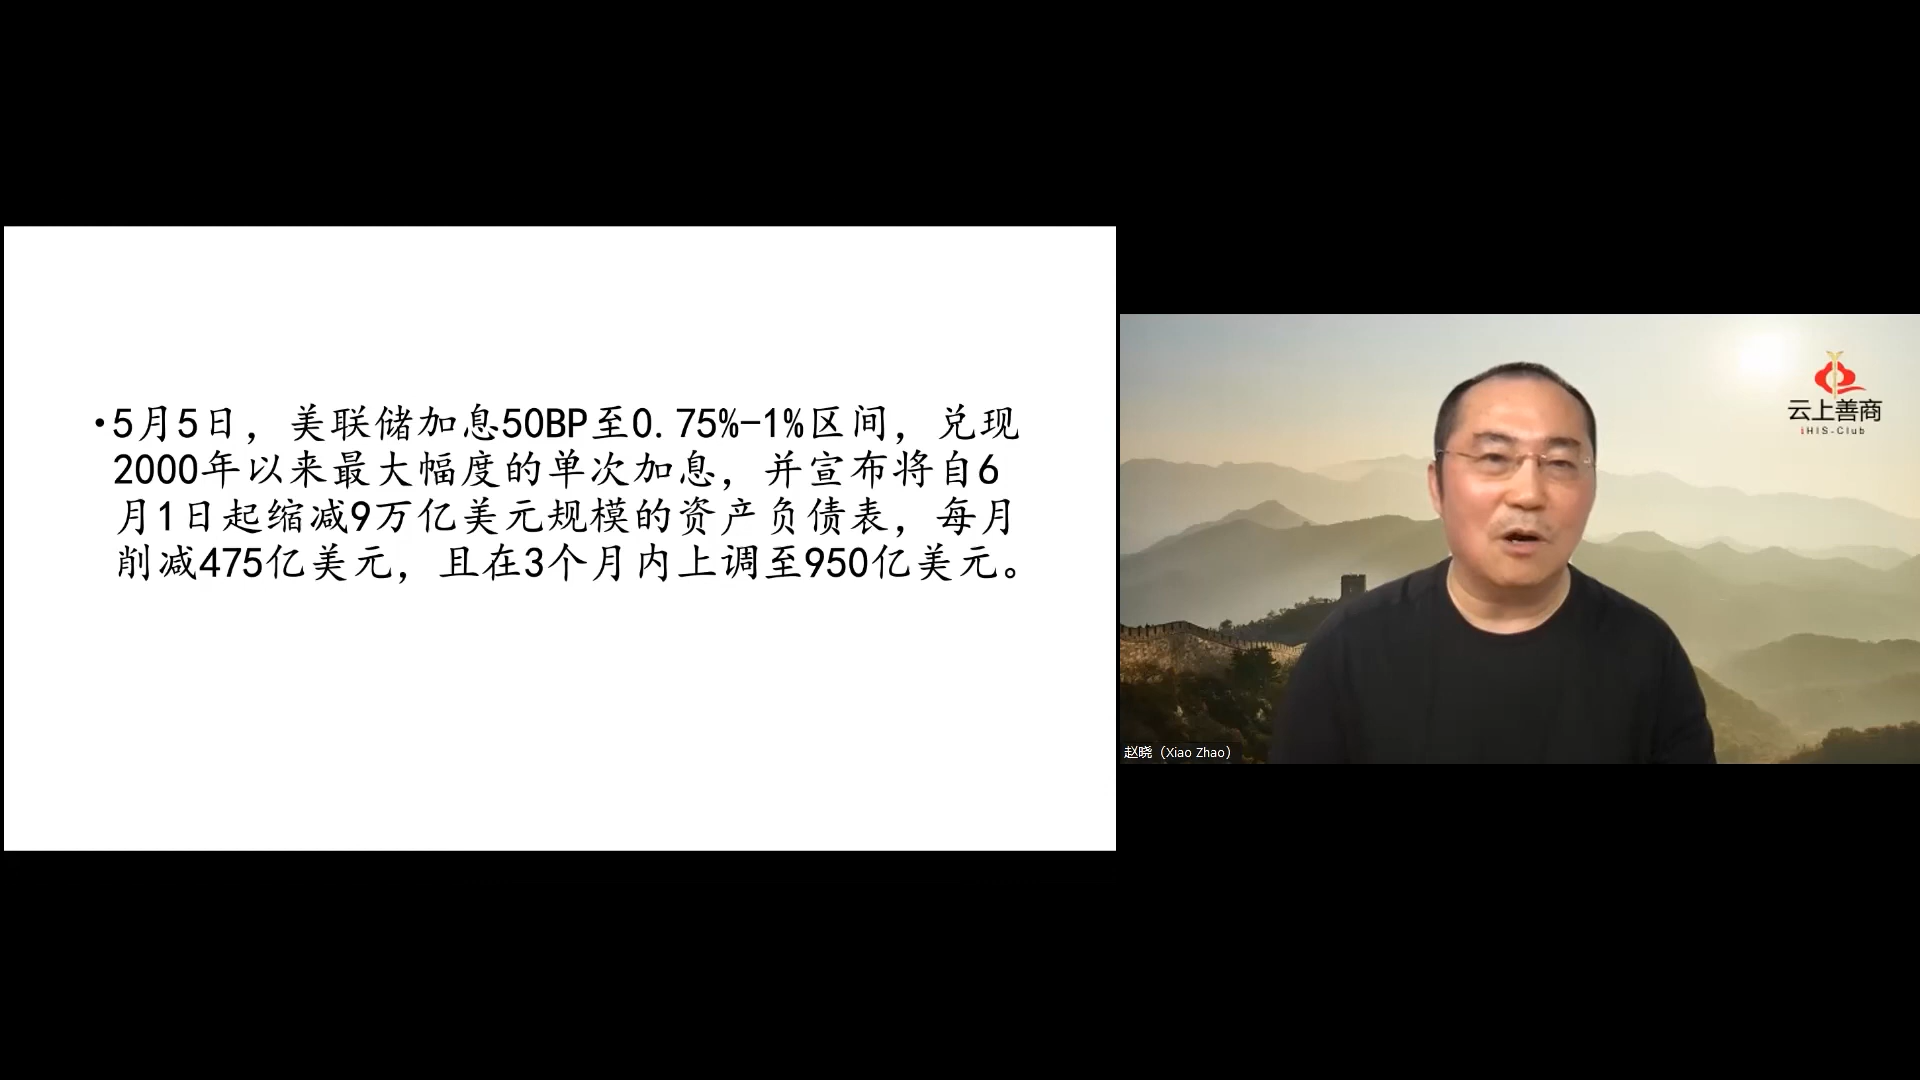 •5月5日，美联储加息50BP至0.75%-1%区间，兑现
2000年以来最大幅度的单次加息，并宣布将自6
月1日起缩减9万亿美元规模的资产负债表，每月
削减475亿美元，且在3个月内上调至950亿美元。
云上善商
iHIS-Club
赵晓（Xiao Zhao）